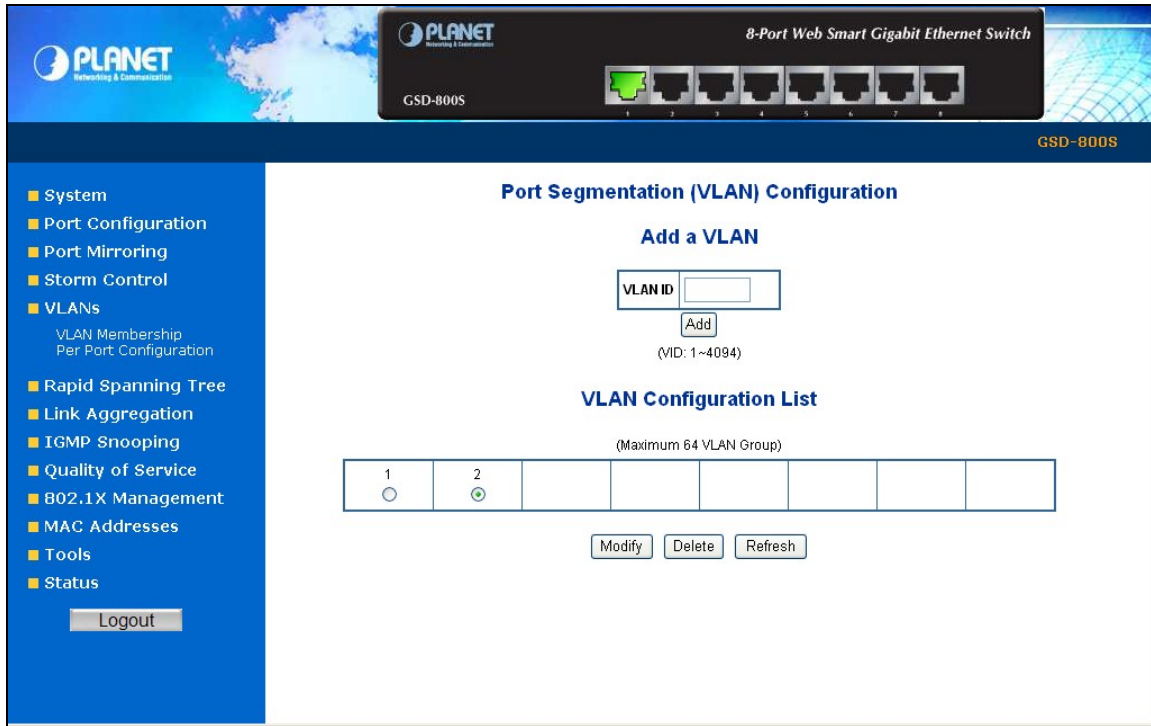 PLANET
Networking & Communication
PLANET
Networking & Communication
8-Port Web Smart Gigabit Ethernet Switch
GSD-800S
1 2 3 4 5 6 7 8
GSD-800S
System
Port Configuration
Port Mirroring
Storm Control
VLANs
VLAN Membership
Per Port Configuration
Rapid Spanning Tree
Link Aggregation
IGMP Snooping
Quality of Service
802.1X Management
MAC Addresses
Tools
Status
Logout
Port Segmentation (VLAN) Configuration
Add a VLAN
VLAN ID
Add
(VID: 1~4094)
VLAN Configuration List
(Maximum 64 VLAN Group)
1 2
Modify Delete Refresh